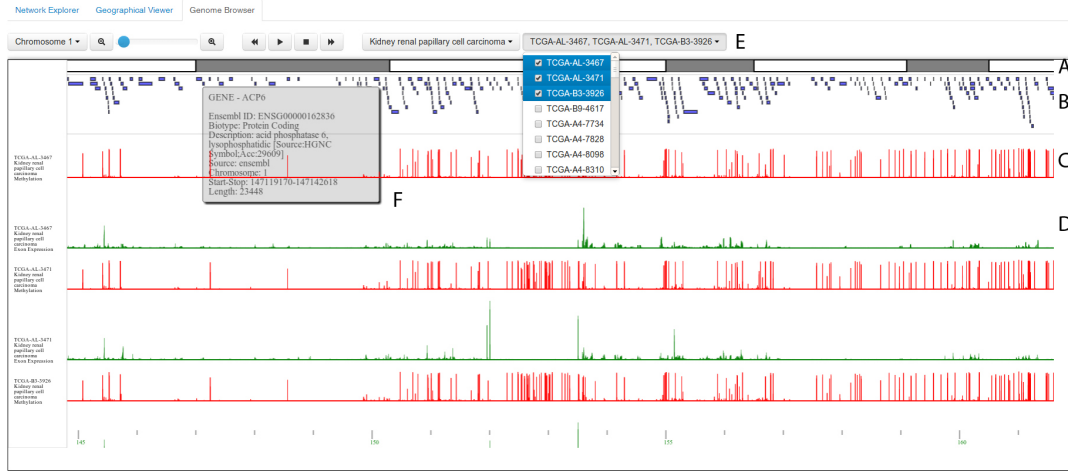 Network Explorer Geographical Viewer Genome Browser
Chromosome 1 Kidney renal papillary cell carcinoma TCGA-AL-3467, TCGA-AL-3471, TCGA-B3-3926 E
TCGA-AL-3467
TCGA-AL-3471
TCGA-B3-3926
TCGA-B9-4617
TCGA-A4-7734
TCGA-A4-7828
TCGA-A4-8098
TCGA-A4-8310
A
B
GENE - ACP6
Ensembl ID: ENSG00000162836
Biotype: Protein Coding
Description: acid phosphatase 6,
lysophosphatidic [Source:HGNC
Symbol;Acc:29609]
Source: ensembl
Chromosome: 1
Start-Stop: 147119170-147142618
Length: 23448
C
F
D
TCGA-AL-3467
Kidney renal
papillary cell
carcinoma
Methylation
TCGA-AL-3467
Kidney renal
papillary cell
carcinoma
Exon Expression
TCGA-AL-3471
Kidney renal
papillary cell
carcinoma
Methylation
TCGA-AL-3471
Kidney renal
papillary cell
carcinoma
Exon Expression
TCGA-B3-3926
Kidney renal
papillary cell
carcinoma
Methylation
145 150 155 160